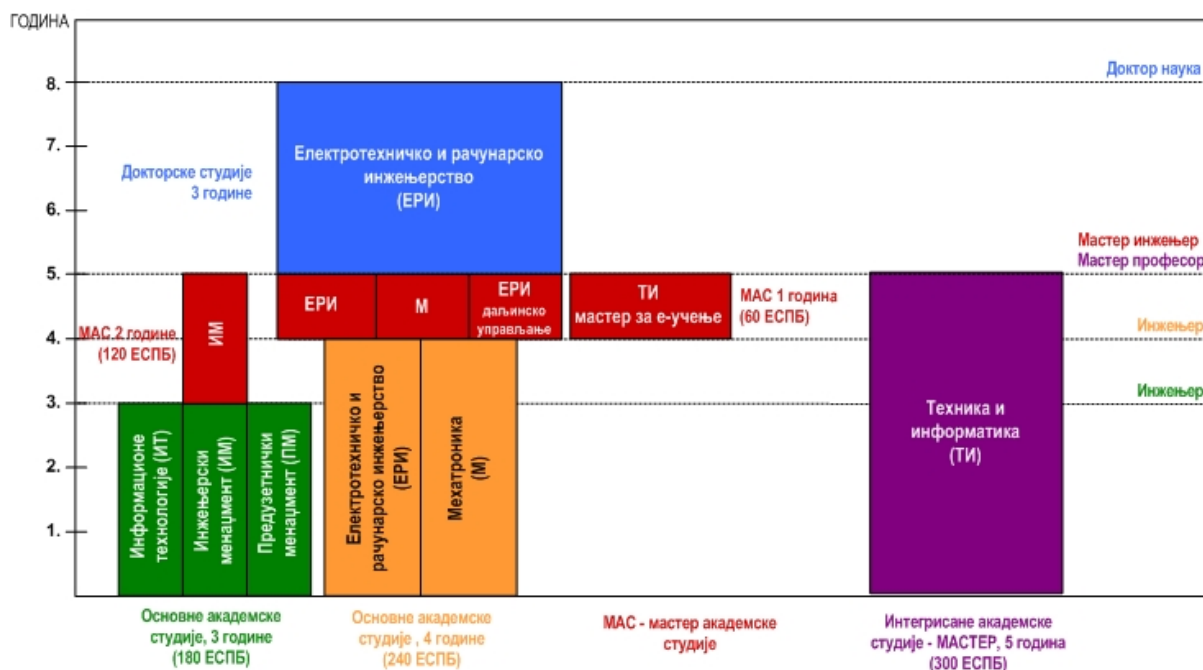 ГОДИНА
8.
7.
6.
5.
4.
3.
2.
1.
Доктор наука
Мастер инжењер
Мастер професор
Инжењер
Инжењер
Докторске студије
3 године
Електротехничко и рачунарско
инжењерство
(ЕРИ)
МАС 2 године
(120 ЕСПБ)
ИМ
ЕРИ
М
ЕРИ
даљинско
управљање
ТИ
мастер за е-учење
МАС 1 година
(60 ЕСПБ)
Информационе
технологије (ИТ)
Инжењерски
менаџмент (ИМ)
Предузетнички
менаџмент (ПМ)
Електротехничко и
рачунарско инжењерство
(ЕРИ)
Мехатроника
(М)
Техника и
информатика
(ТИ)
Основне академске
студије, 3 године
(180 ЕСПБ)
Основне академске
студије , 4 године
(240 ЕСПБ)
МАС - мастер академске
студије
Интегрисане академске
студије - МАСТЕР, 5 година
(300 ЕСПБ)